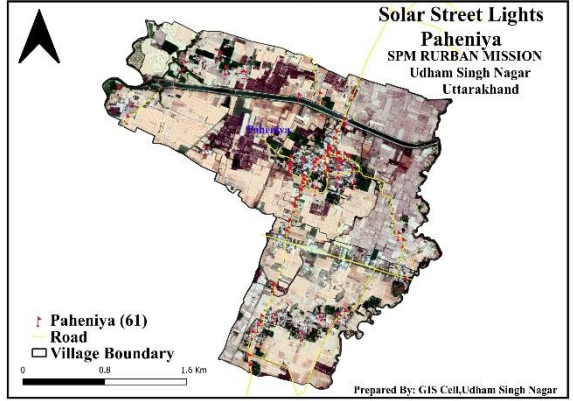 Solar Street Lights
Paheniya
SPM RURBAN MISSION
Udham Singh Nagar
Uttarakhand
Paheniya
Paheniya (61)
Road
Village Boundary
0 0.8 1.6 Km
Prepared By: GIS Cell,Udham Singh Nagar